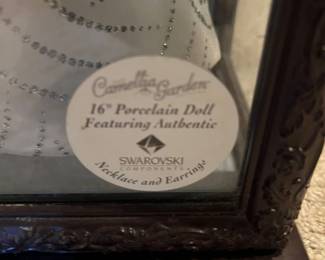 Camellia Garden
16" Porcelain Doll
Featuring Authentic
SWAROVSKI
COMPONENTS
Necklace and Earrings